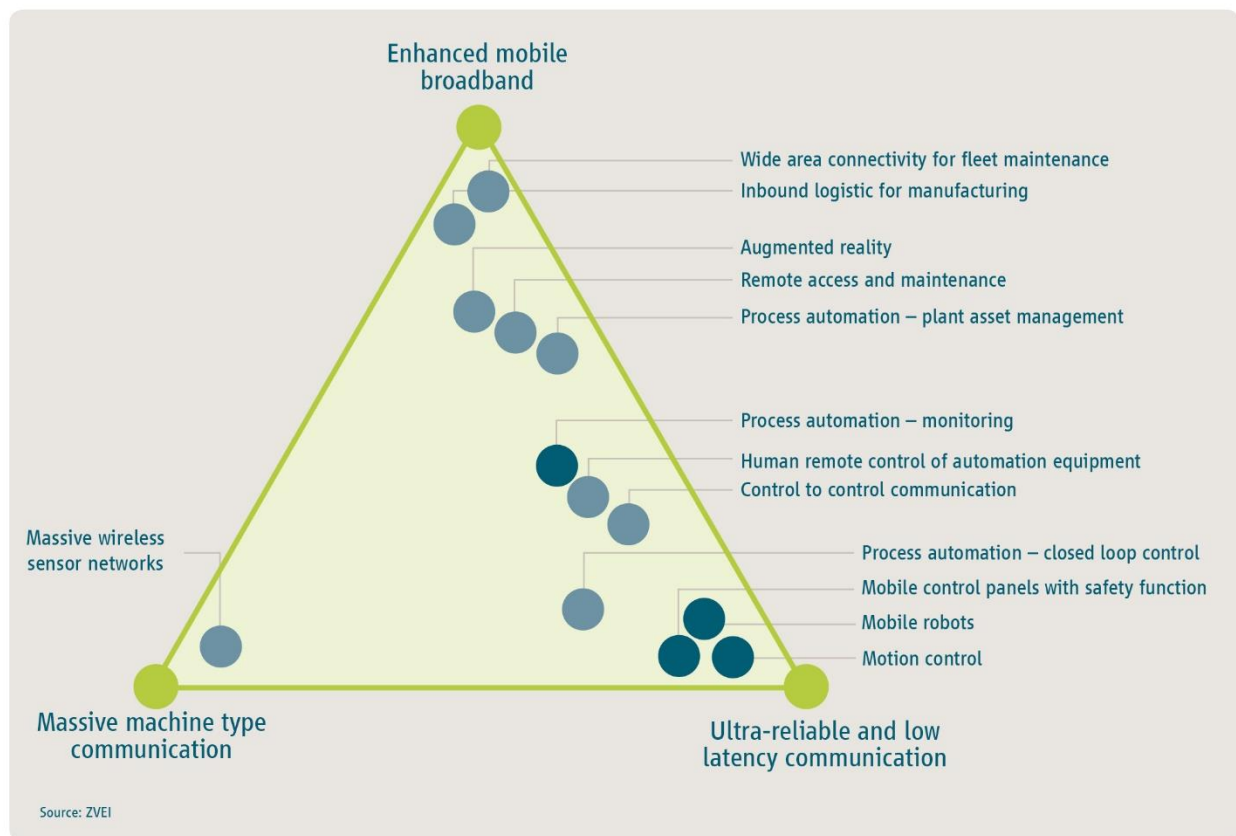 Enhanced mobile
broadband
Wide area connectivity for fleet maintenance
Inbound logistic for manufacturing
Augmented reality
Remote access and maintenance
Process automation – plant asset management
Process automation – monitoring
Human remote control of automation equipment
Control to control communication
Massive wireless
sensor networks
Process automation – closed loop control
Mobile control panels with safety function
Mobile robots
Motion control
Massive machine type
communication
Ultra-reliable and low
latency communication
Source: ZVEI